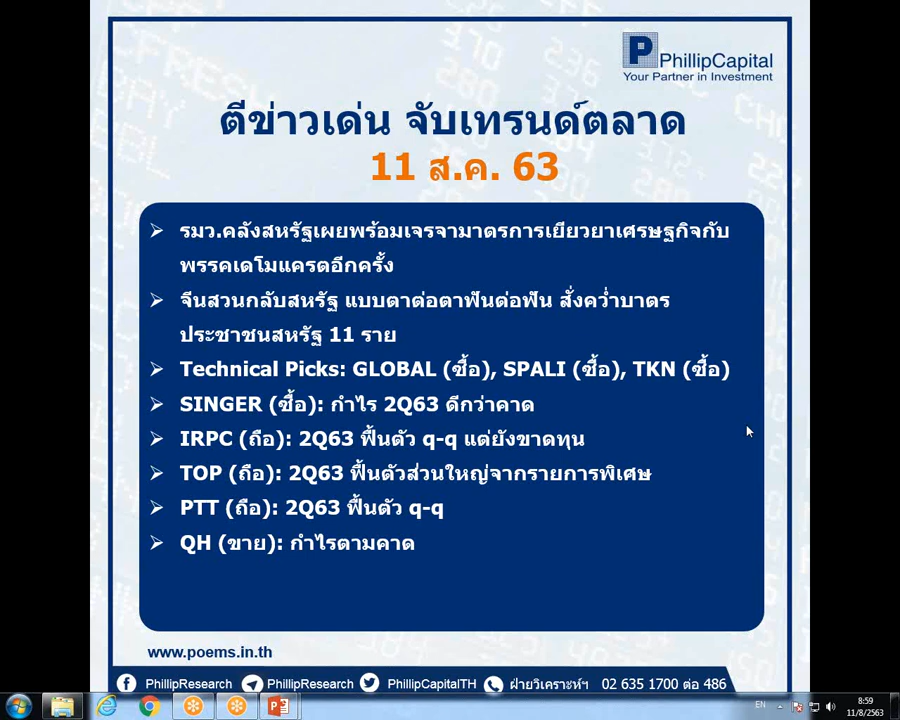 PhillipCapital
Your Partner in Investment
ตีข่าวเด่น จับเทรนด์ตลาด
11 ส.ค. 63
รมว.คลังสหรัฐเผยพร้อมเจรจามาตรการเยียวยาเศรษฐกิจกับ
พรรคเดโมแครตอีกครั้ง
จีนสวนกลับสหรัฐ แบบตาต่อตาฟันต่อฟัน สั่งคว่ำบาตร
ประชาชนสหรัฐ 11 ราย
Technical Picks: GLOBAL (ซื้อ), SPALI (ซื้อ), TKN (ซื้อ)
SINGER (ซื้อ): กำไร 2Q63 ดีกว่าคาด
IRPC (ถือ): 2Q63 ฟื้นตัว q-q แต่ยังขาดทุน
TOP (ถือ): 2Q63 ฟื้นตัวส่วนใหญ่จากรายการพิเศษ
PTT (ถือ): 2Q63 ฟื้นตัว q-q
QH (ขาย): กำไรตามคาด
www.poems.in.th
PhillipResearch PhillipResearch PhillipCapitalTH ฝ่ายวิเคราะห์ฯ 02 635 1700 ต่อ 486
EN 8:59
11/8/2563